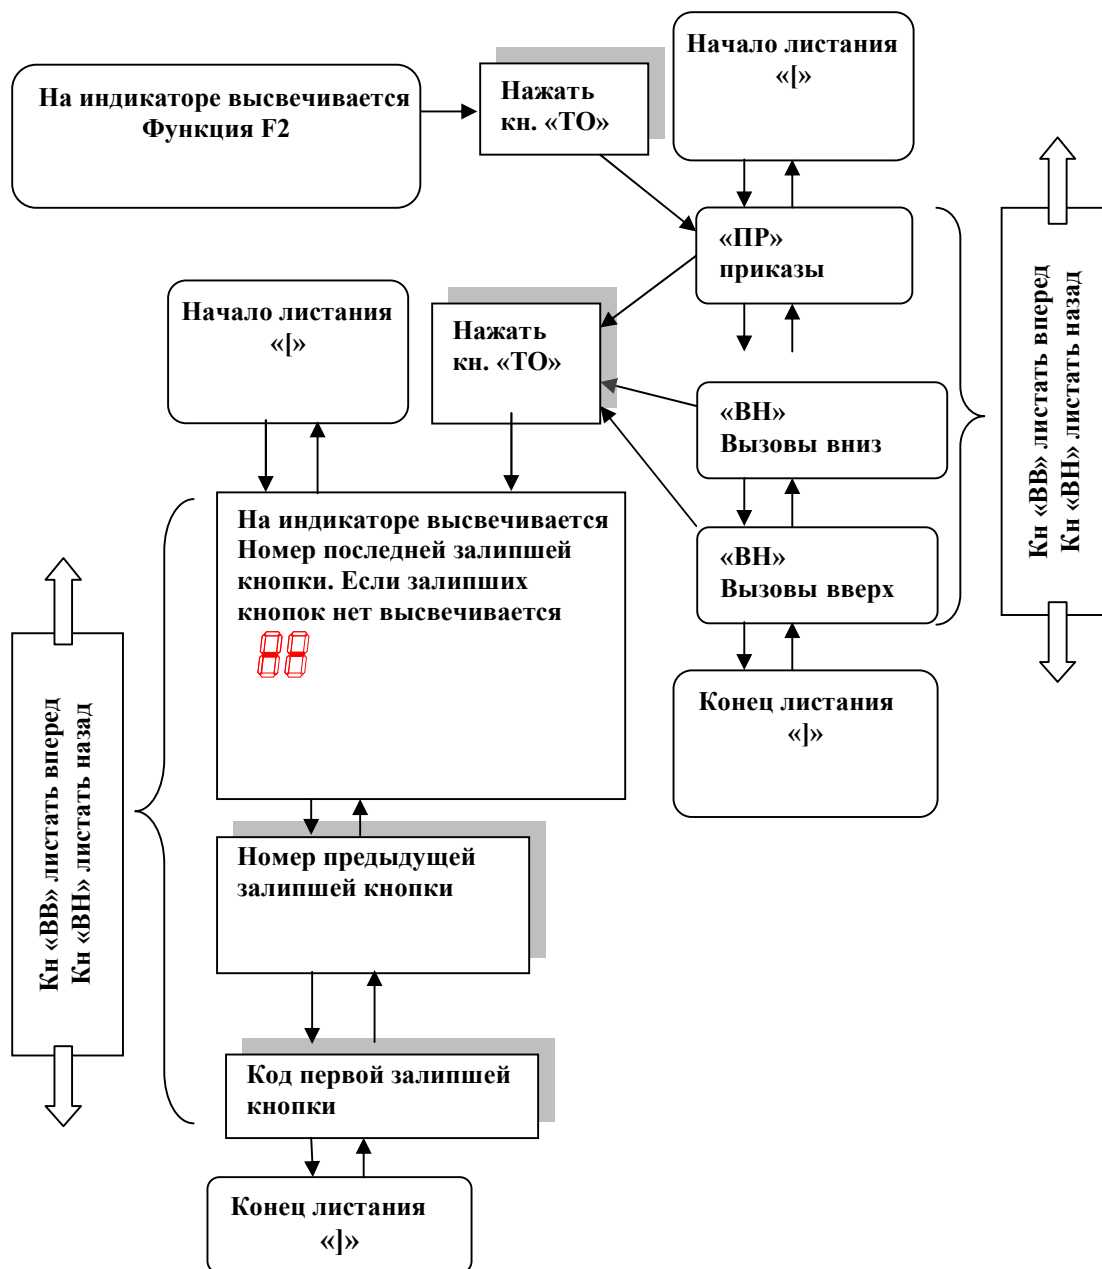 На индикаторе высвечивается
Функция F2
Нажать
кн. «ТО»
Начало листания
«[»
«ПР»
приказы
Начало листания
«[»
Нажать
кн. «ТО»
«ВН»
Вызовы вниз
«ВН»
Вызовы вверх
Конец листания
«]»
Кн «ВВ» листать вперед
Кн «ВН» листать назад
На индикаторе высвечивается
Номер последней залипшей
кнопки. Если залипших
кнопок нет высвечивается
88
Кн «ВВ» листать вперед
Кн «ВН» листать назад
Номер предыдущей
залипшей кнопки
Код первой залипшей
кнопки
Конец листания
«]»